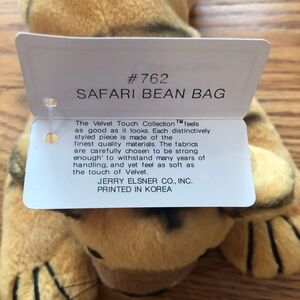 #762
SAFARI BEAN BAG
The Velvet Touch Collection™feels
as good as it looks. Each distinctively
styled piece is made of the
finest quality materials. The fabrics
are carefully chosen to be strong
enough to withstand many years of
handling, and yet feel as soft as
the touch of Velvet.
JERRY ELSNER CO., INC.
PRINTED IN KOREA